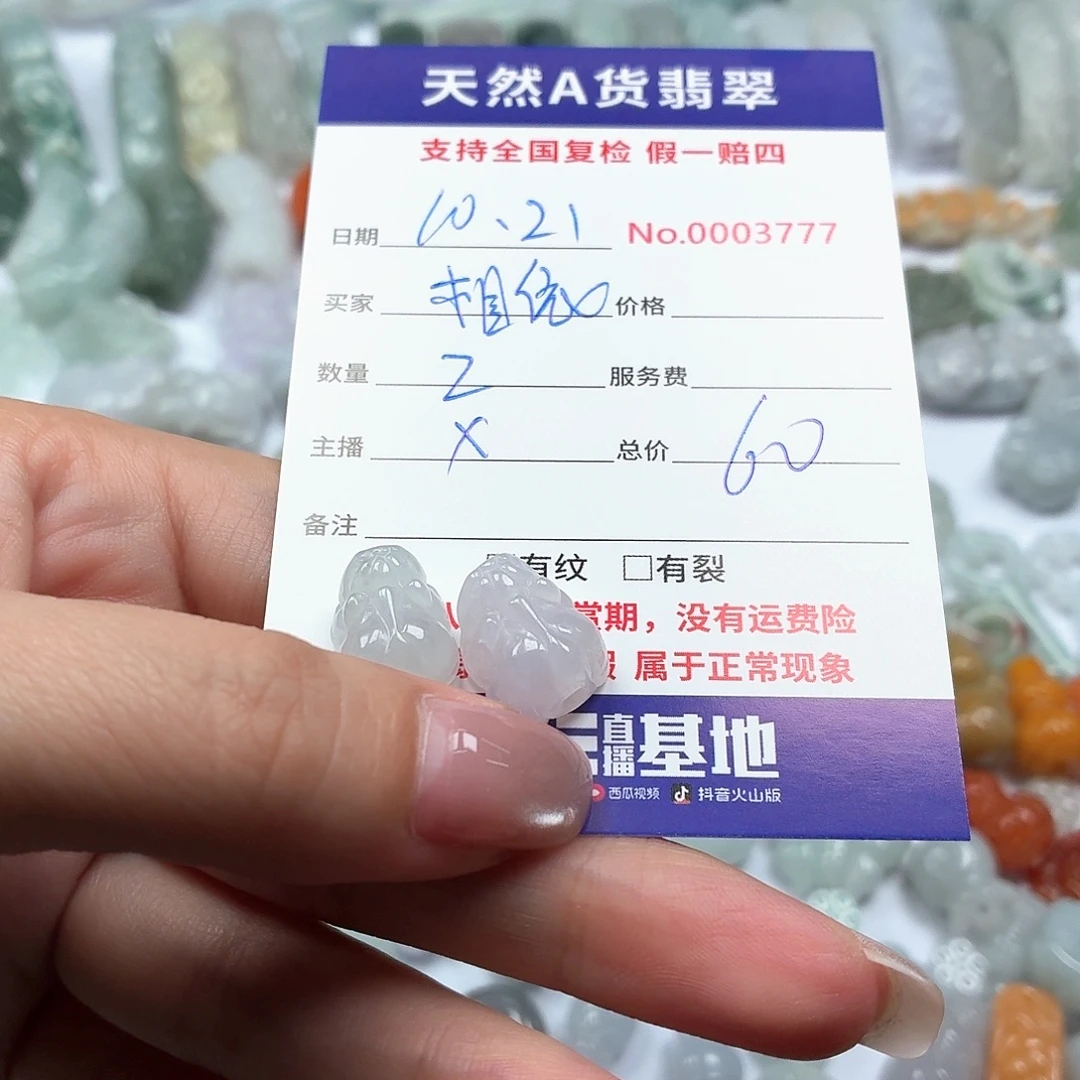 天然A货翡翠
支持全国复检 假一赔四
日期 10、21 No.0003777
买家 相依 价格
数量 2 服务费
主播 X 总价 60
备注
有纹 □有裂
常期，没有运费险
属于正常现象
直播基地
西瓜视频 抖音火山版